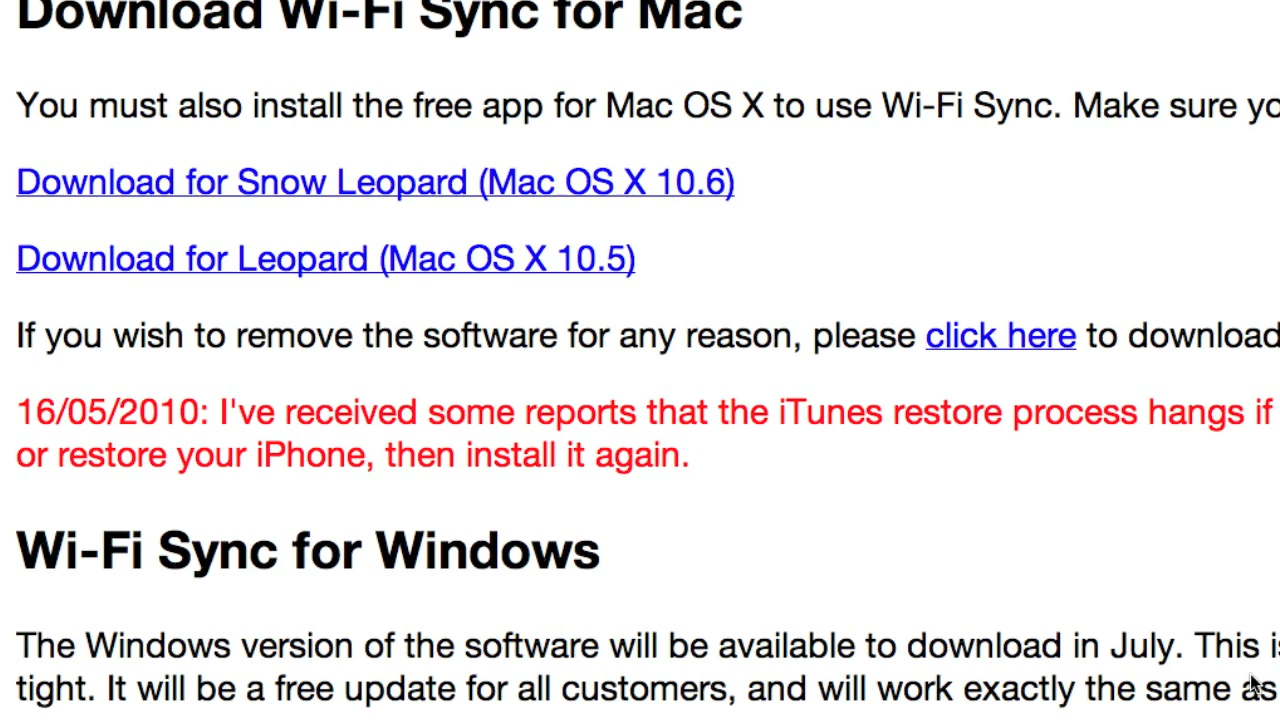 Download Wi-Fi Sync for Mac
You must also install the free app for Mac OS X to use Wi-Fi Sync. Make sure yo
Download for Snow Leopard (Mac OS X 10.6)
Download for Leopard (Mac OS X 10.5)
If you wish to remove the software for any reason, please click here to download
16/05/2010: I've received some reports that the iTunes restore process hangs if
or restore your iPhone, then install it again.
Wi-Fi Sync for Windows
The Windows version of the software will be available to download in July. This is
tight. It will be a free update for all customers, and will work exactly the same as